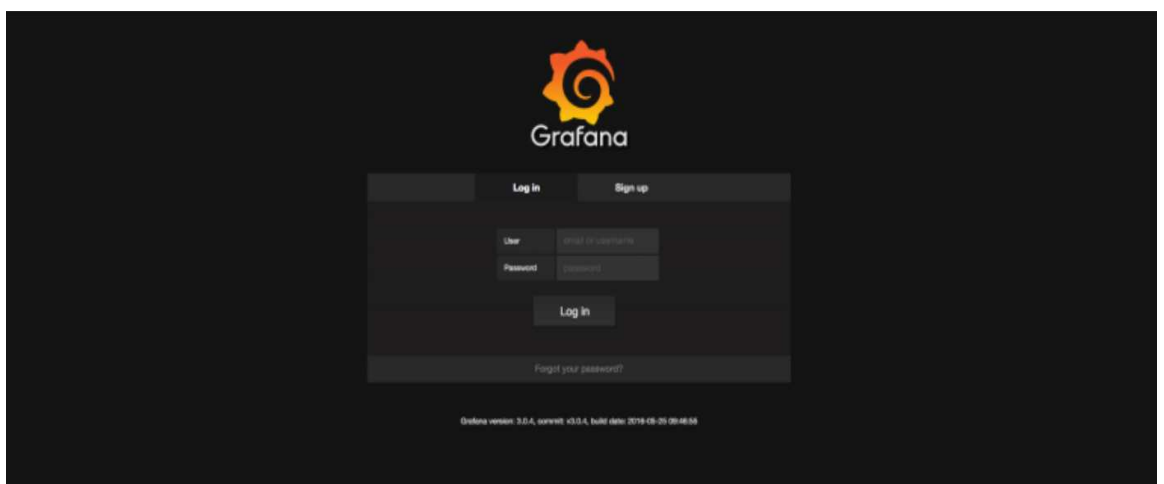 Grafana
Log in Sign up
User email or username
Password password
Log in
Forgot your password?
Grafana version: 3.0.4, commit: v3.0.4, build date: 2016-05-25 09:46:55